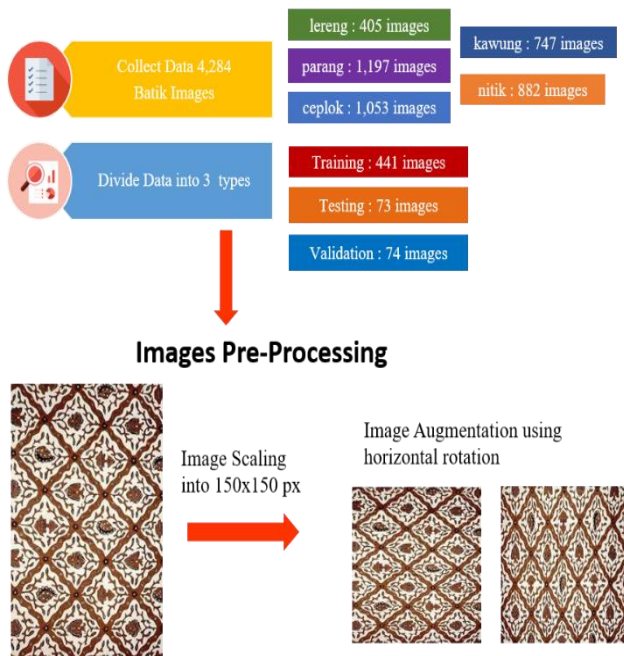 Collect Data 4,284
Batik Images
lereng : 405 images
parang : 1,197 images
ceplok : 1,053 images
kawung : 747 images
nitik : 882 images
Divide Data into 3 types
Training : 441 images
Testing : 73 images
Validation : 74 images
Images Pre-Processing
Image Scaling
into 150x150 px
Image Augmentation using
horizontal rotation